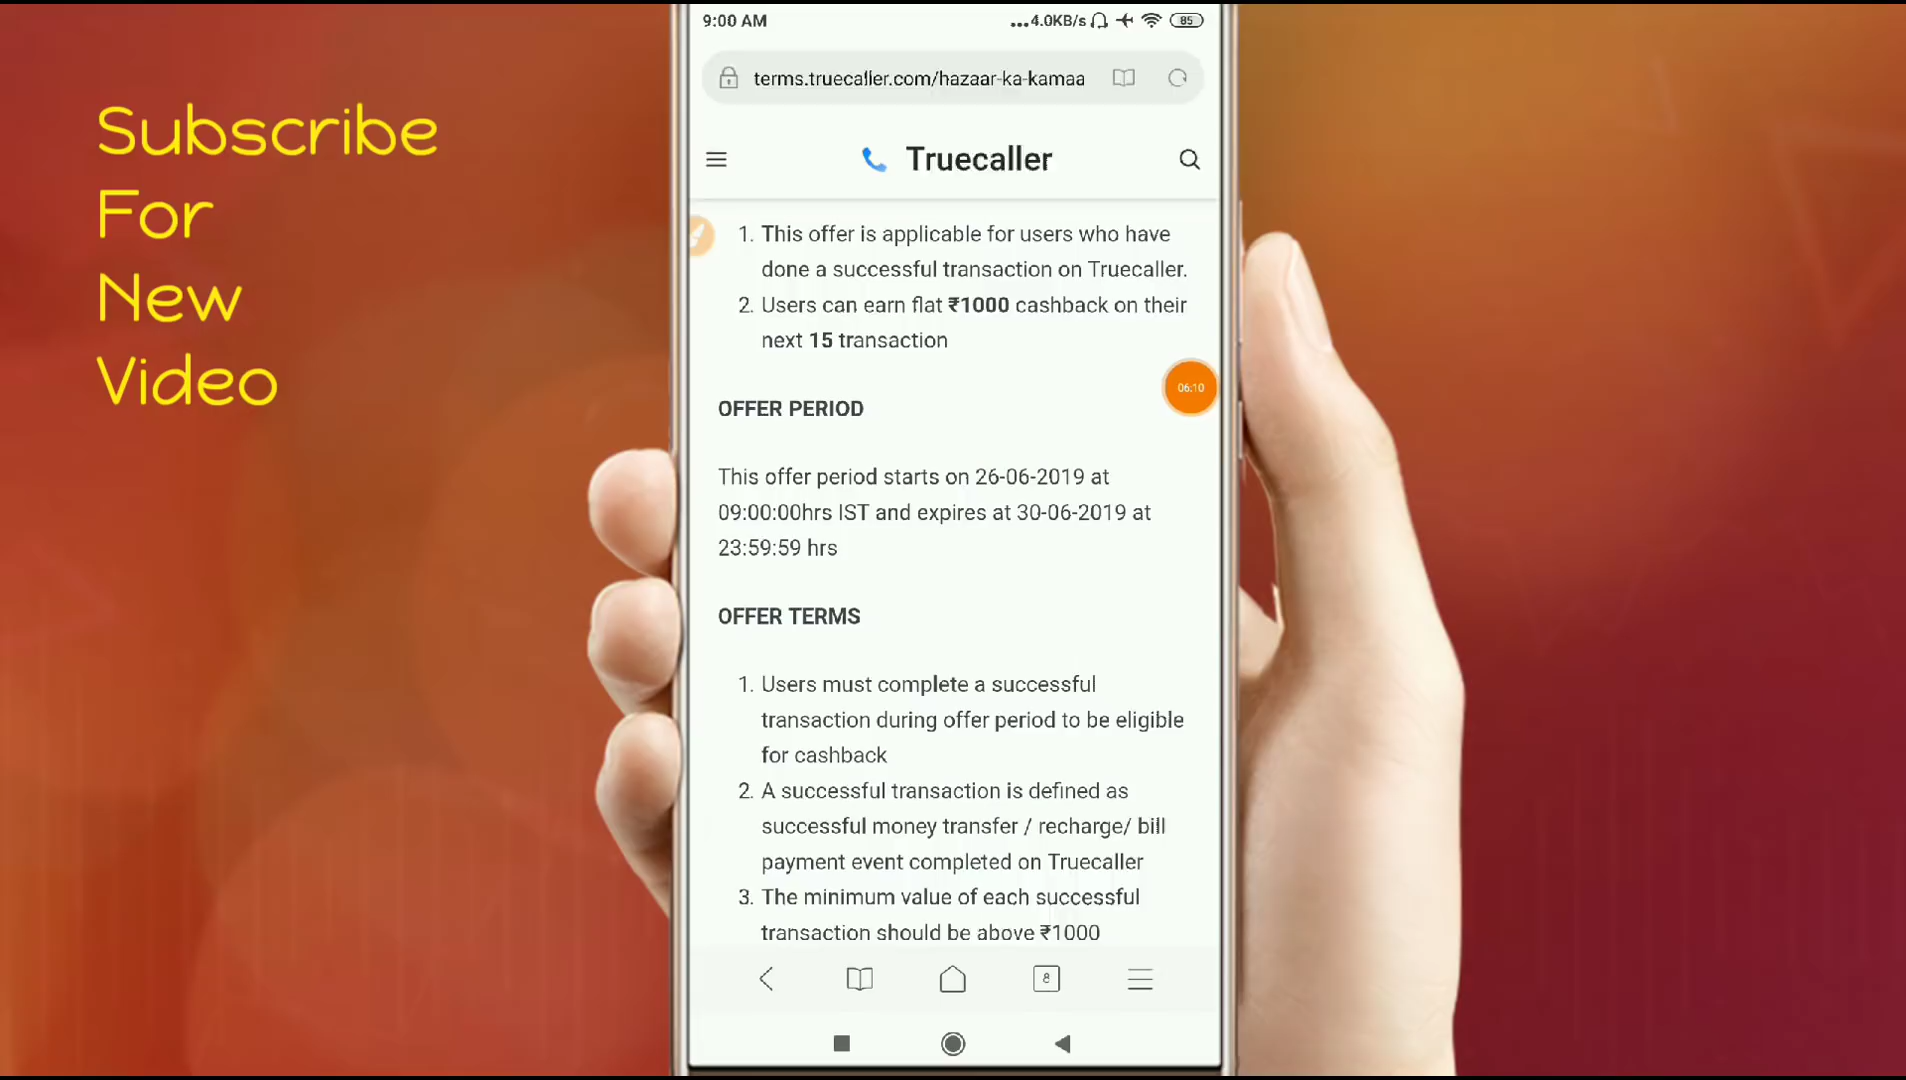 Subscribe
For
New
Video
9:00 AM
...4.0KB/s
85
terms.truecaller.com/hazaar-ka-kamaa
Truecaller
1. This offer is applicable for users who have
done a successful transaction on Truecaller.
2. Users can earn flat ₹1000 cashback on their
next 15 transaction
06:10
OFFER PERIOD
This offer period starts on 26-06-2019 at
09:00:00hrs IST and expires at 30-06-2019 at
23:59:59 hrs
OFFER TERMS
1. Users must complete a successful
transaction during offer period to be eligible
for cashback
2. A successful transaction is defined as
successful money transfer / recharge/ bill
payment event completed on Truecaller
3. The minimum value of each successful
transaction should be above ₹1000
8